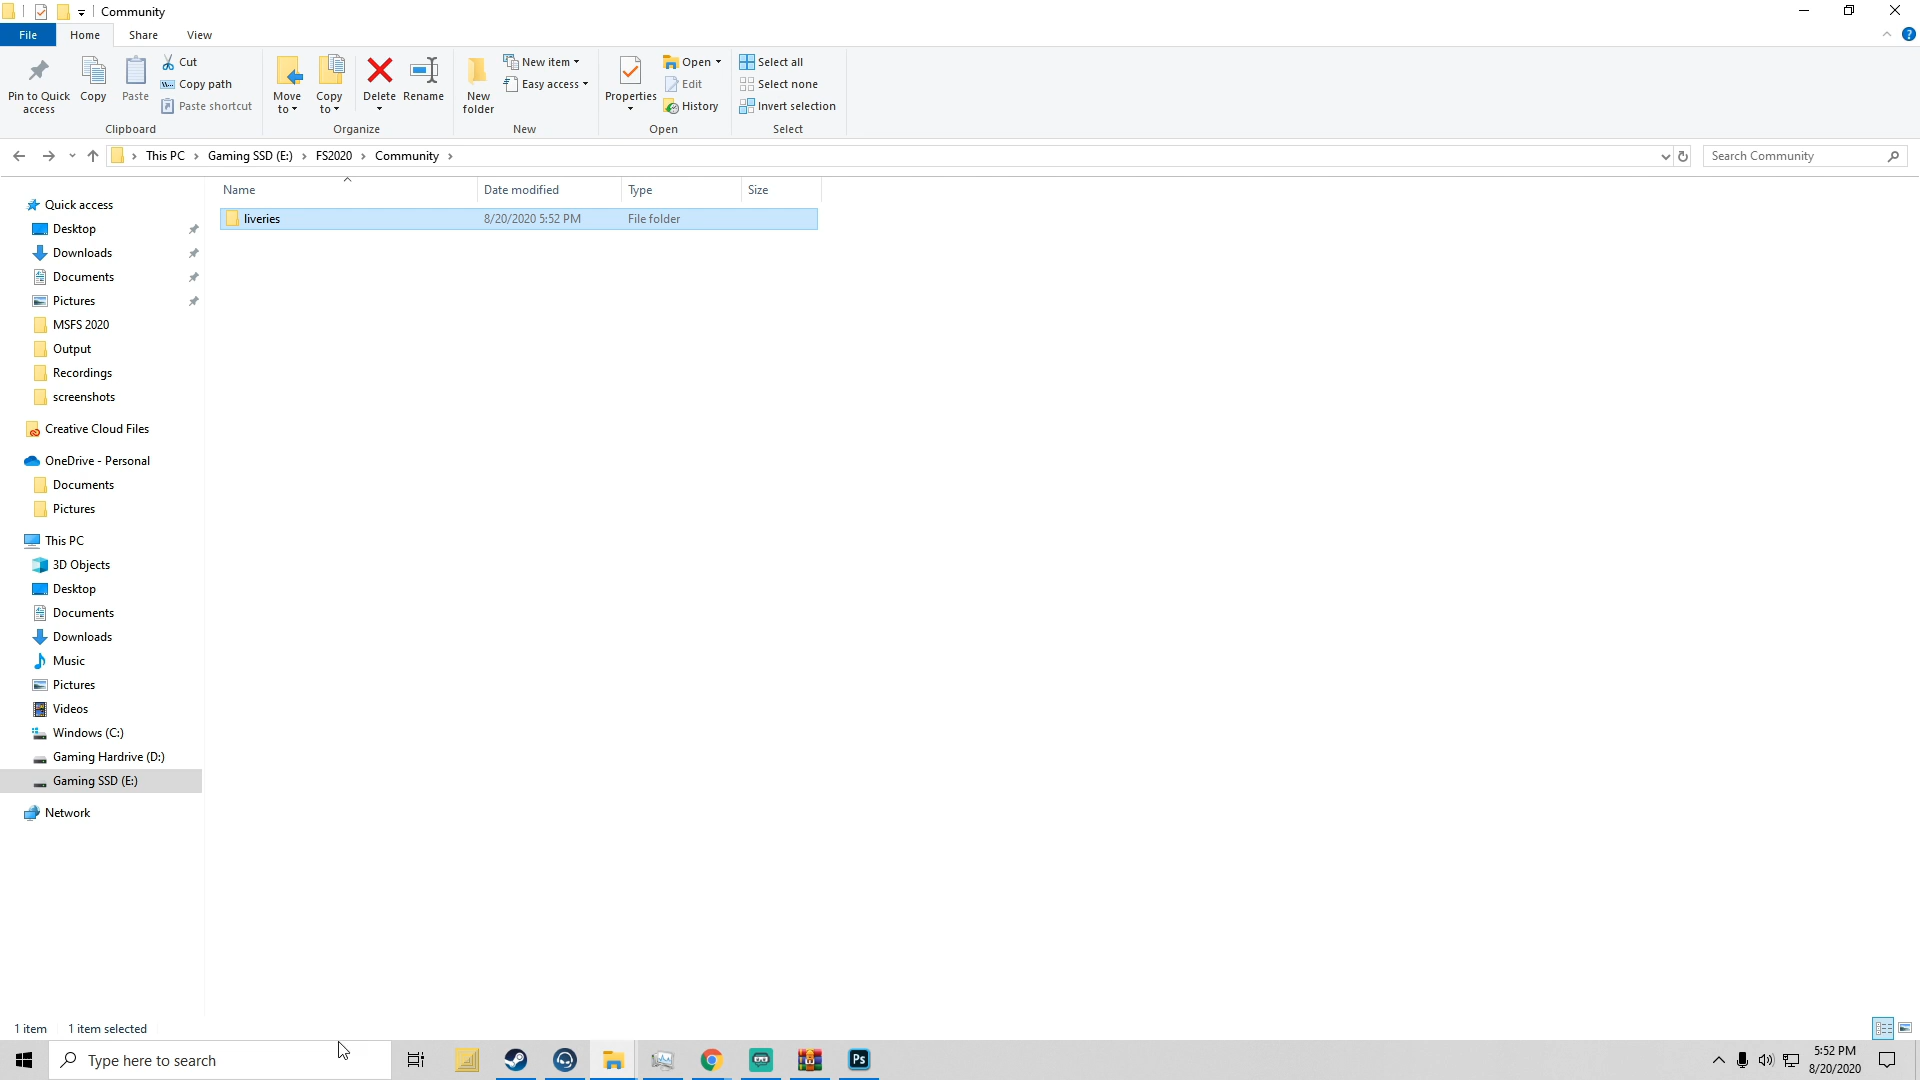 Community
File Home Share View
Pin to Quick access
Copy
Paste
Cut
Copy path
Paste shortcut
Clipboard
Move to
Copy to
Delete
Rename
Organize
New folder
New item
Easy access
New
Properties
Open
Edit
History
Open
Select all
Select none
Invert selection
Select
This PC Gaming SSD (E:) FS2020 Community
Search Community
Name Date modified Type Size
liveries 8/20/2020 5:52 PM File folder
Quick access
Desktop
Downloads
Documents
Pictures
MSFS 2020
Output
Recordings
screenshots
Creative Cloud Files
OneDrive - Personal
Documents
Pictures
This PC
3D Objects
Desktop
Documents
Downloads
Music
Pictures
Videos
Windows (C:)
Gaming Hardrive (D:)
Gaming SSD (E:)
Network
1 item 1 item selected
Type here to search
Ps
5:52 PM
8/20/2020